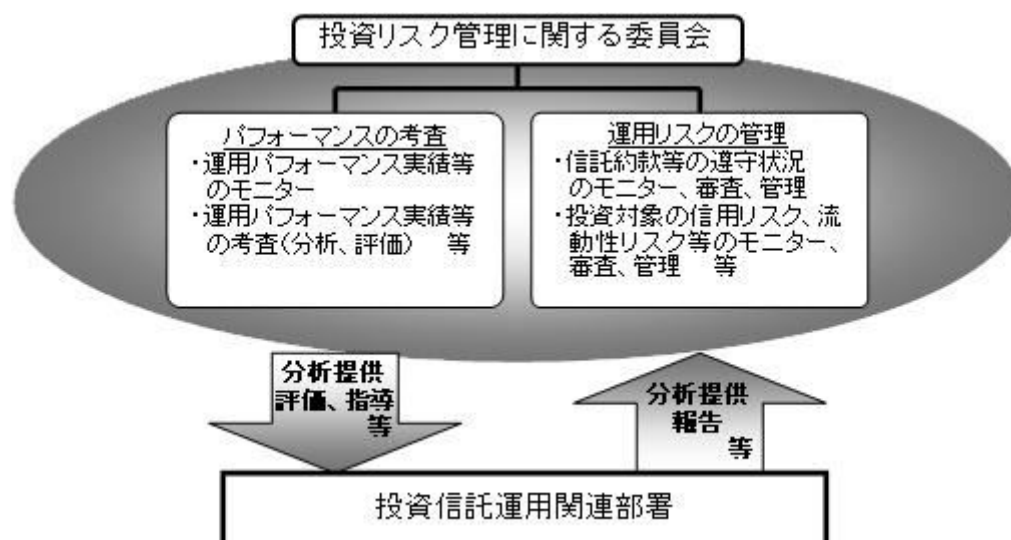 投資リスク管理に関する委員会
パフォーマンスの考査
・運用パフォーマンス実績等
のモニター
・運用パフォーマンス実績等
の考査(分析、評価) 等
運用リスクの管理
・信託約款等の遵守状況
のモニター、審査、管理
・投資対象の信用リスク、流
動性リスク等のモニター、
審査、管理 等
分析提供
評価、指導
等
分析提供
報告
等
投資信託運用関連部署